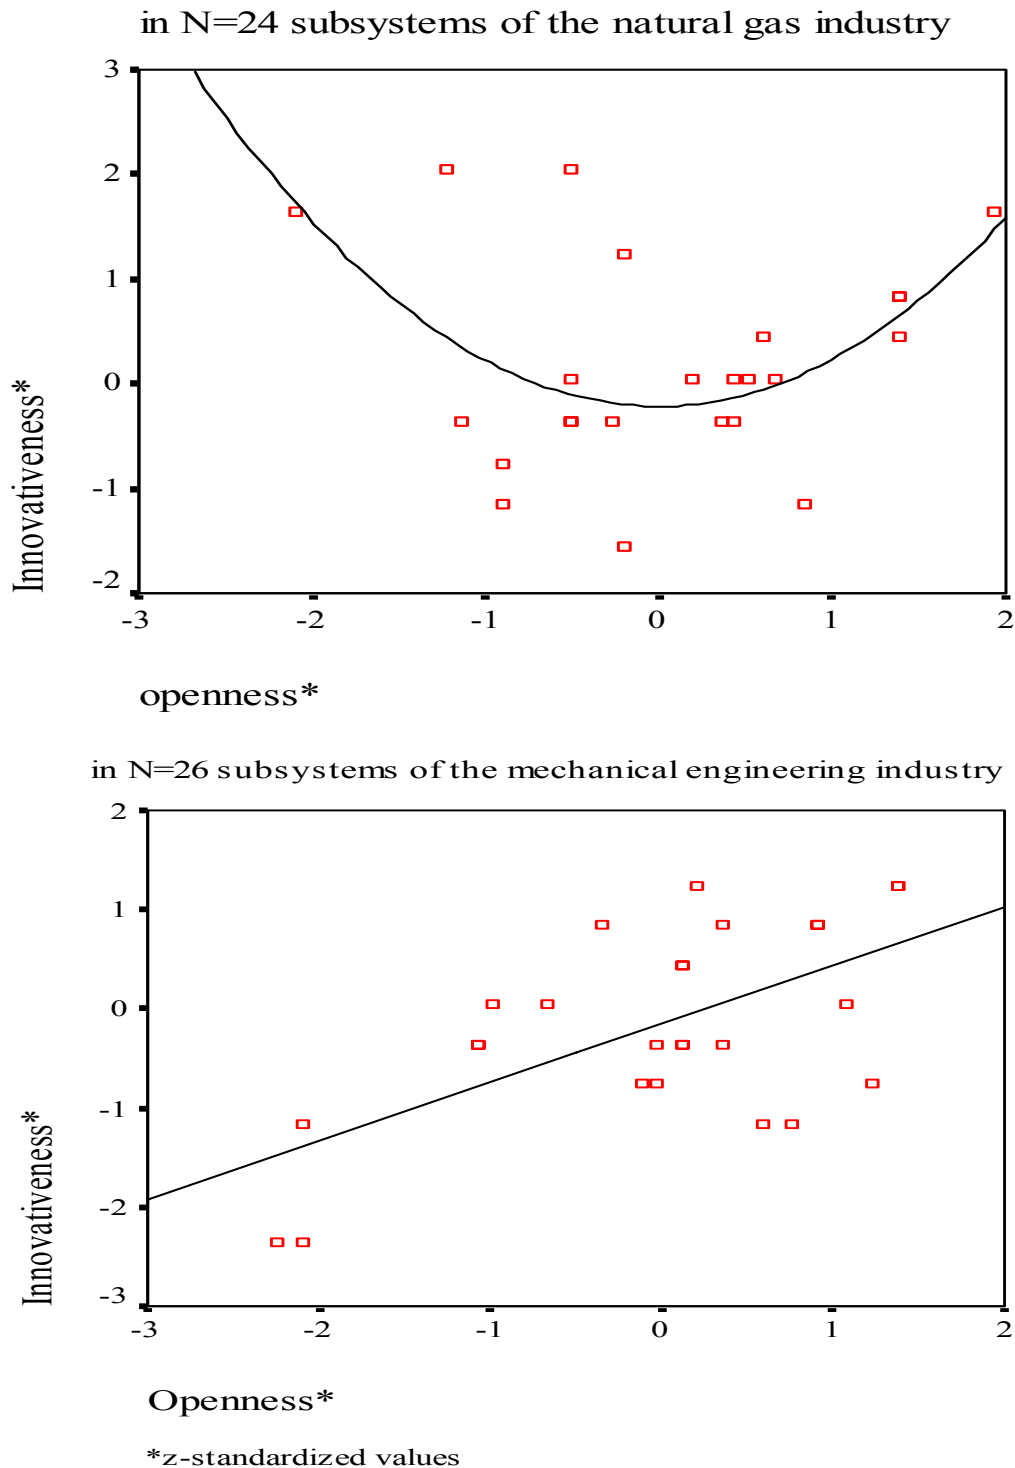 in N=24 subsystems of the natural gas industry
3
2
1
0
-1
-2
Innovativeness*
-3 -2 -1 0 1 2
openness*
in N=26 subsystems of the mechanical engineering industry
2
1
0
-1
-2
-3
Innovativeness*
-3 -2 -1 0 1 2
Openness*
*z-standardized values